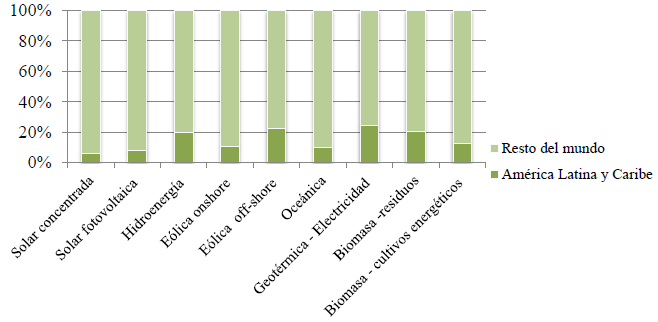 100%
80%
60%
40%
20%
0%
Solar concentrada
Solar fotovoltaica
Hidroenergía
Eólica onshore
Eólica off-shore
Oceánica
Geotérmica - Electricidad
Biomasa -residuos
Biomasa - cultivos energéticos
Resto del mundo
América Latina y Caribe